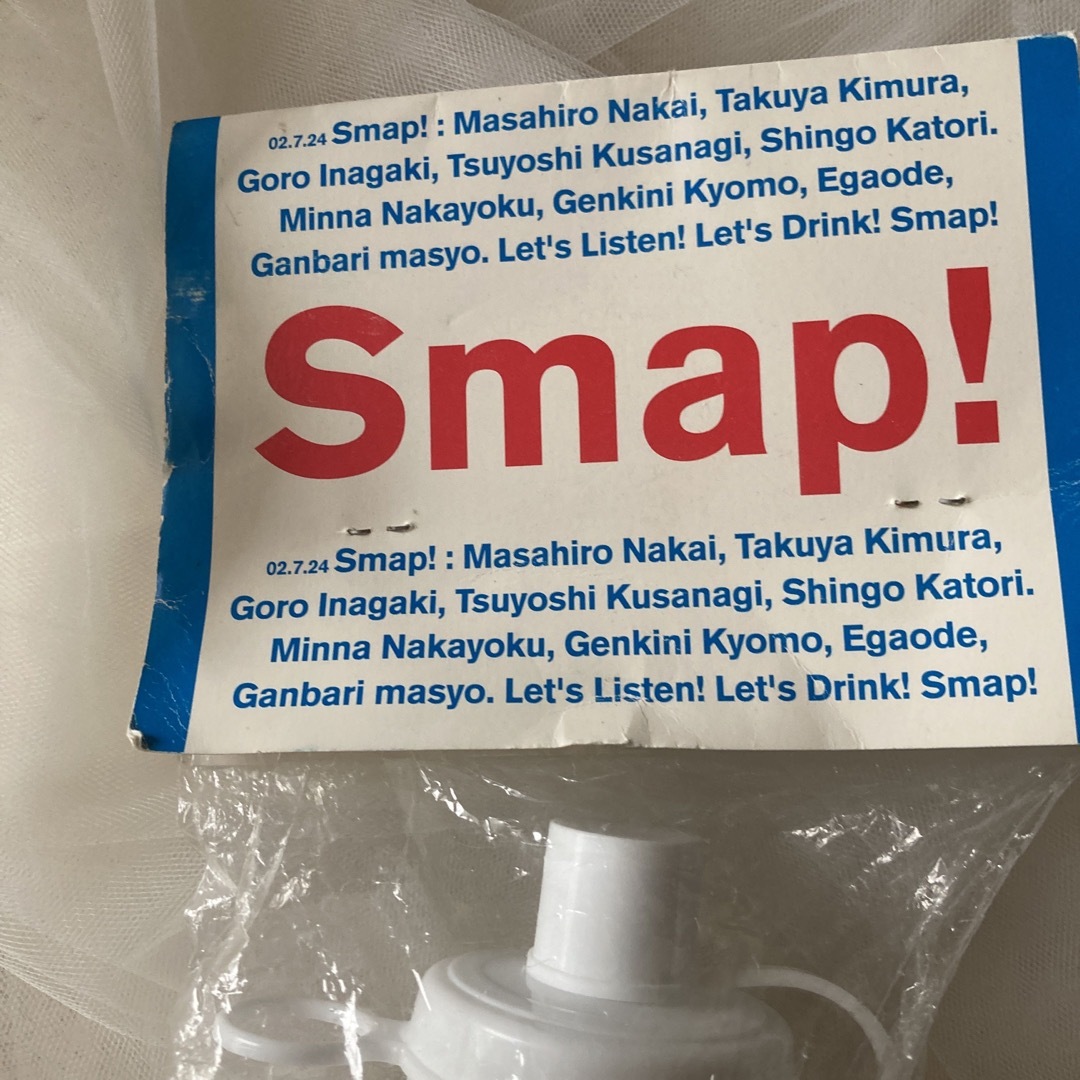 02.7.24 Smap! : Masahiro Nakai, Takuya Kimura,
Goro Inagaki, Tsuyoshi Kusanagi, Shingo Katori.
Minna Nakayoku, Genkini Kyomo, Egaode,
Ganbari masyo. Let's Listen! Let's Drink! Smap!
Smap!
02.7.24 Smap! : Masahiro Nakai, Takuya Kimura,
Goro Inagaki, Tsuyoshi Kusanagi, Shingo Katori.
Minna Nakayoku, Genkini Kyomo, Egaode,
Ganbari masyo. Let's Listen! Let's Drink! Smap!